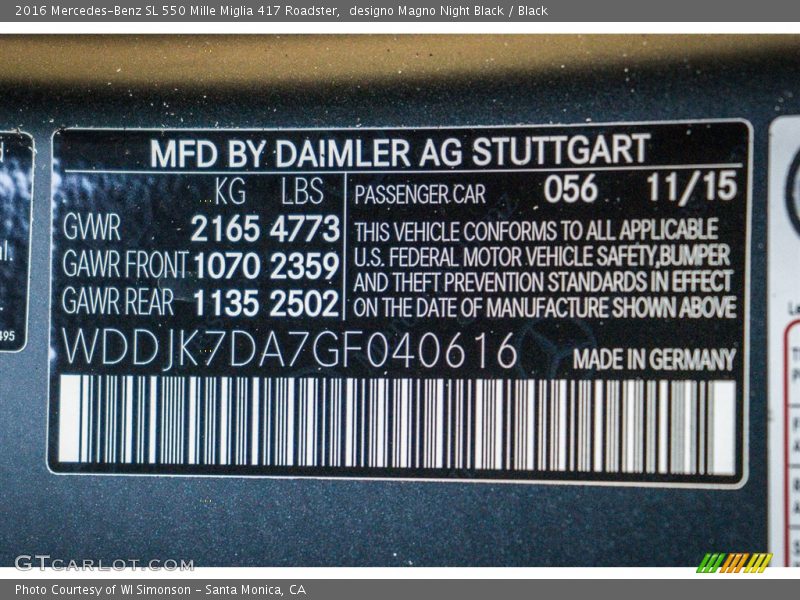 2016 Mercedes-Benz SL 550 Mille Miglia 417 Roadster, designo Magno Night Black / Black
MFD BY DAIMLER AG STUTTGART
KG LBS
GVWR 2165 4773
GAWR FRONT 1070 2359
GAWR REAR 1135 2502
PASSENGER CAR 056 11/15
THIS VEHICLE CONFORMS TO ALL APPLICABLE
U.S. FEDERAL MOTOR VEHICLE SAFETY,BUMPER
AND THEFT PREVENTION STANDARDS IN EFFECT
ON THE DATE OF MANUFACTURE SHOWN ABOVE
WDDJK7DA7GF040616 MADE IN GERMANY
GTcarlot.com
Photo Courtesy of WI Simonson – Santa Monica, CA